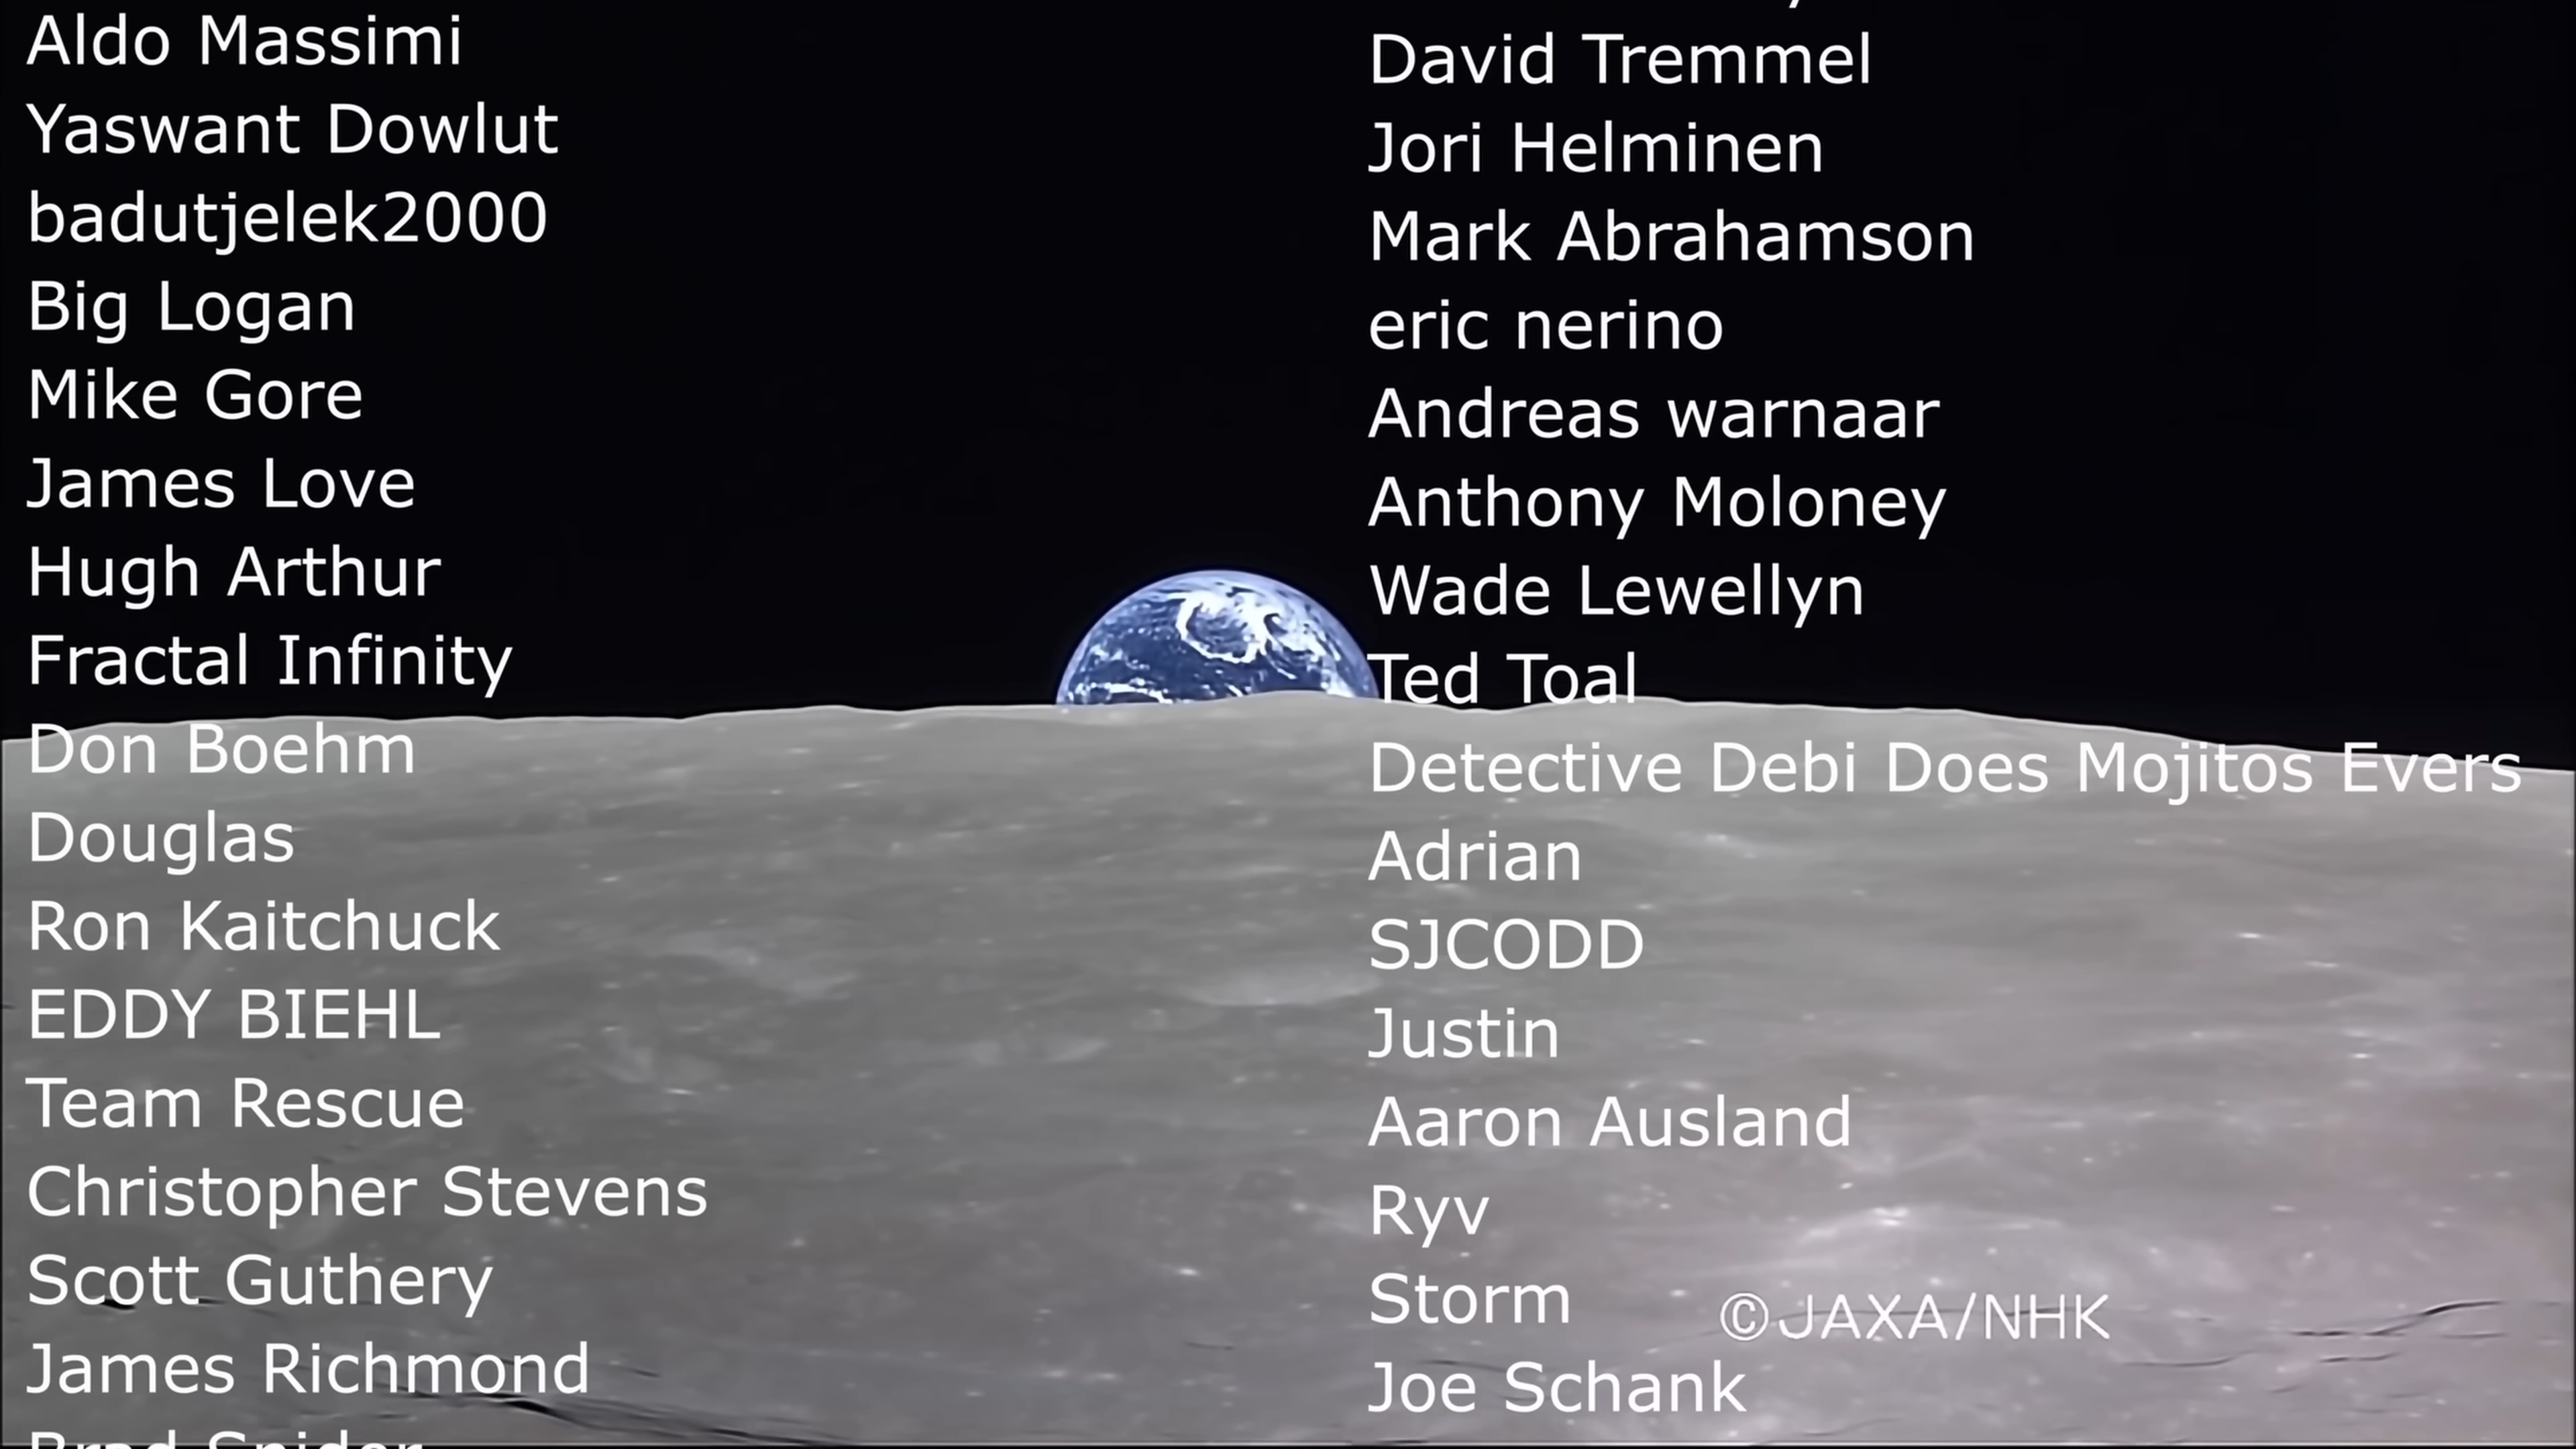 Aldo Massimi
Yaswant Dowlut
badutjelek2000
Big Logan
Mike Gore
James Love
Hugh Arthur
Fractal Infinity
Don Boehm
Douglas
Ron Kaitchuck
EDDY BIEHL
Team Rescue
Christopher Stevens
Scott Guthery
James Richmond
Brad Snider
David Tremmel
Jori Helminen
Mark Abrahamson
eric nerino
Andreas warnaar
Anthony Moloney
Wade Lewellyn
Ted Toal
Detective Debi Does Mojitos Evers
Adrian
SJCODD
Justin
Aaron Ausland
Ryv
Storm
Joe Schank
©JAXA/NHK